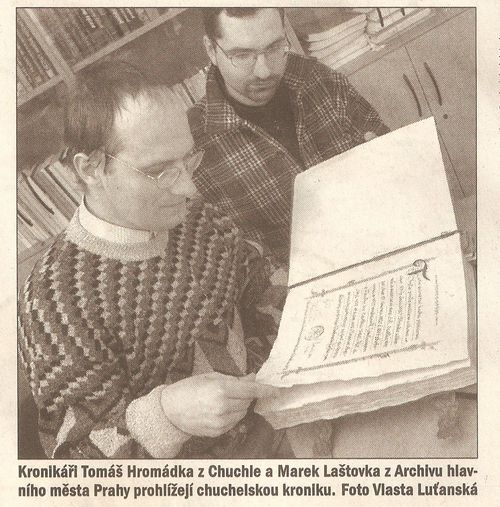 Kronikáři Tomáš Hromádka z Chuchle a Marek Laštovka z Archivu hlav-
ního města Prahy prohlížejí chuchelskou kroniku. Foto Vlasta Luťanská